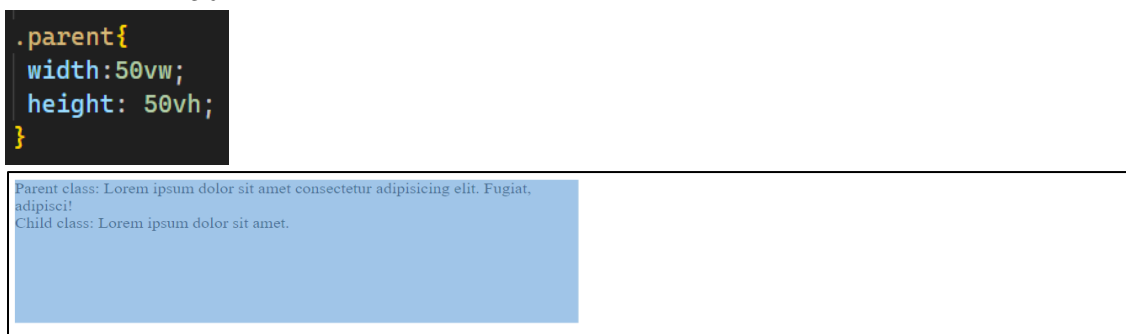 .parent{
width:50vw;
height: 50vh;
}
Parent class: Lorem ipsum dolor sit amet consectetur adipisicing elit. Fugiat,
adipisci!
Child class: Lorem ipsum dolor sit amet.